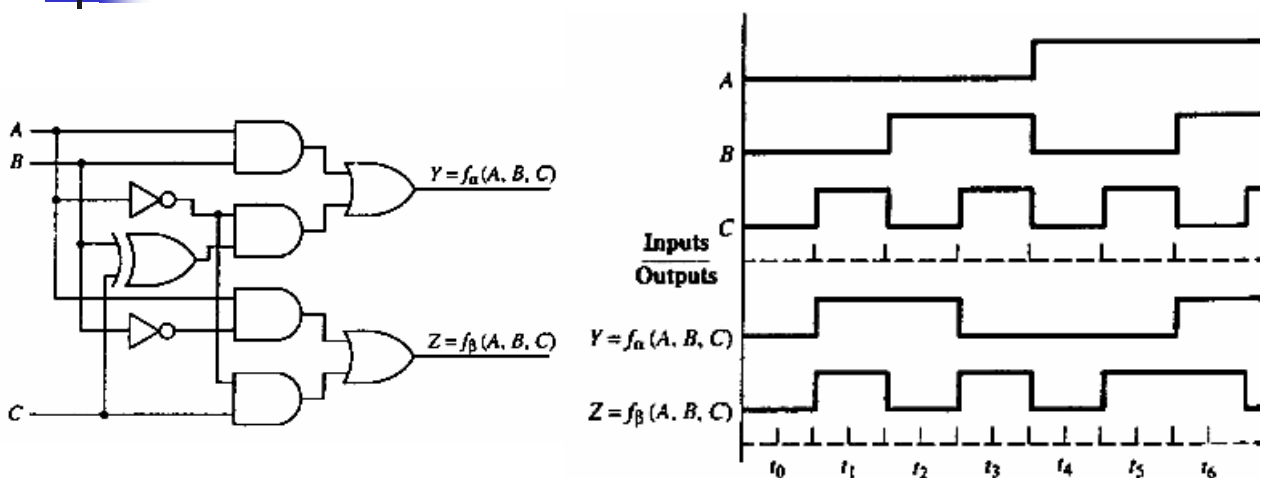 A
B
Y = fα (A, B, C)
Z = fβ (A, B, C)
C
A
B
C
Inputs
Outputs
Y = fα (A, B, C)
Z = fβ (A, B, C)
t0 t1 t2 t3 t4 t5 t6